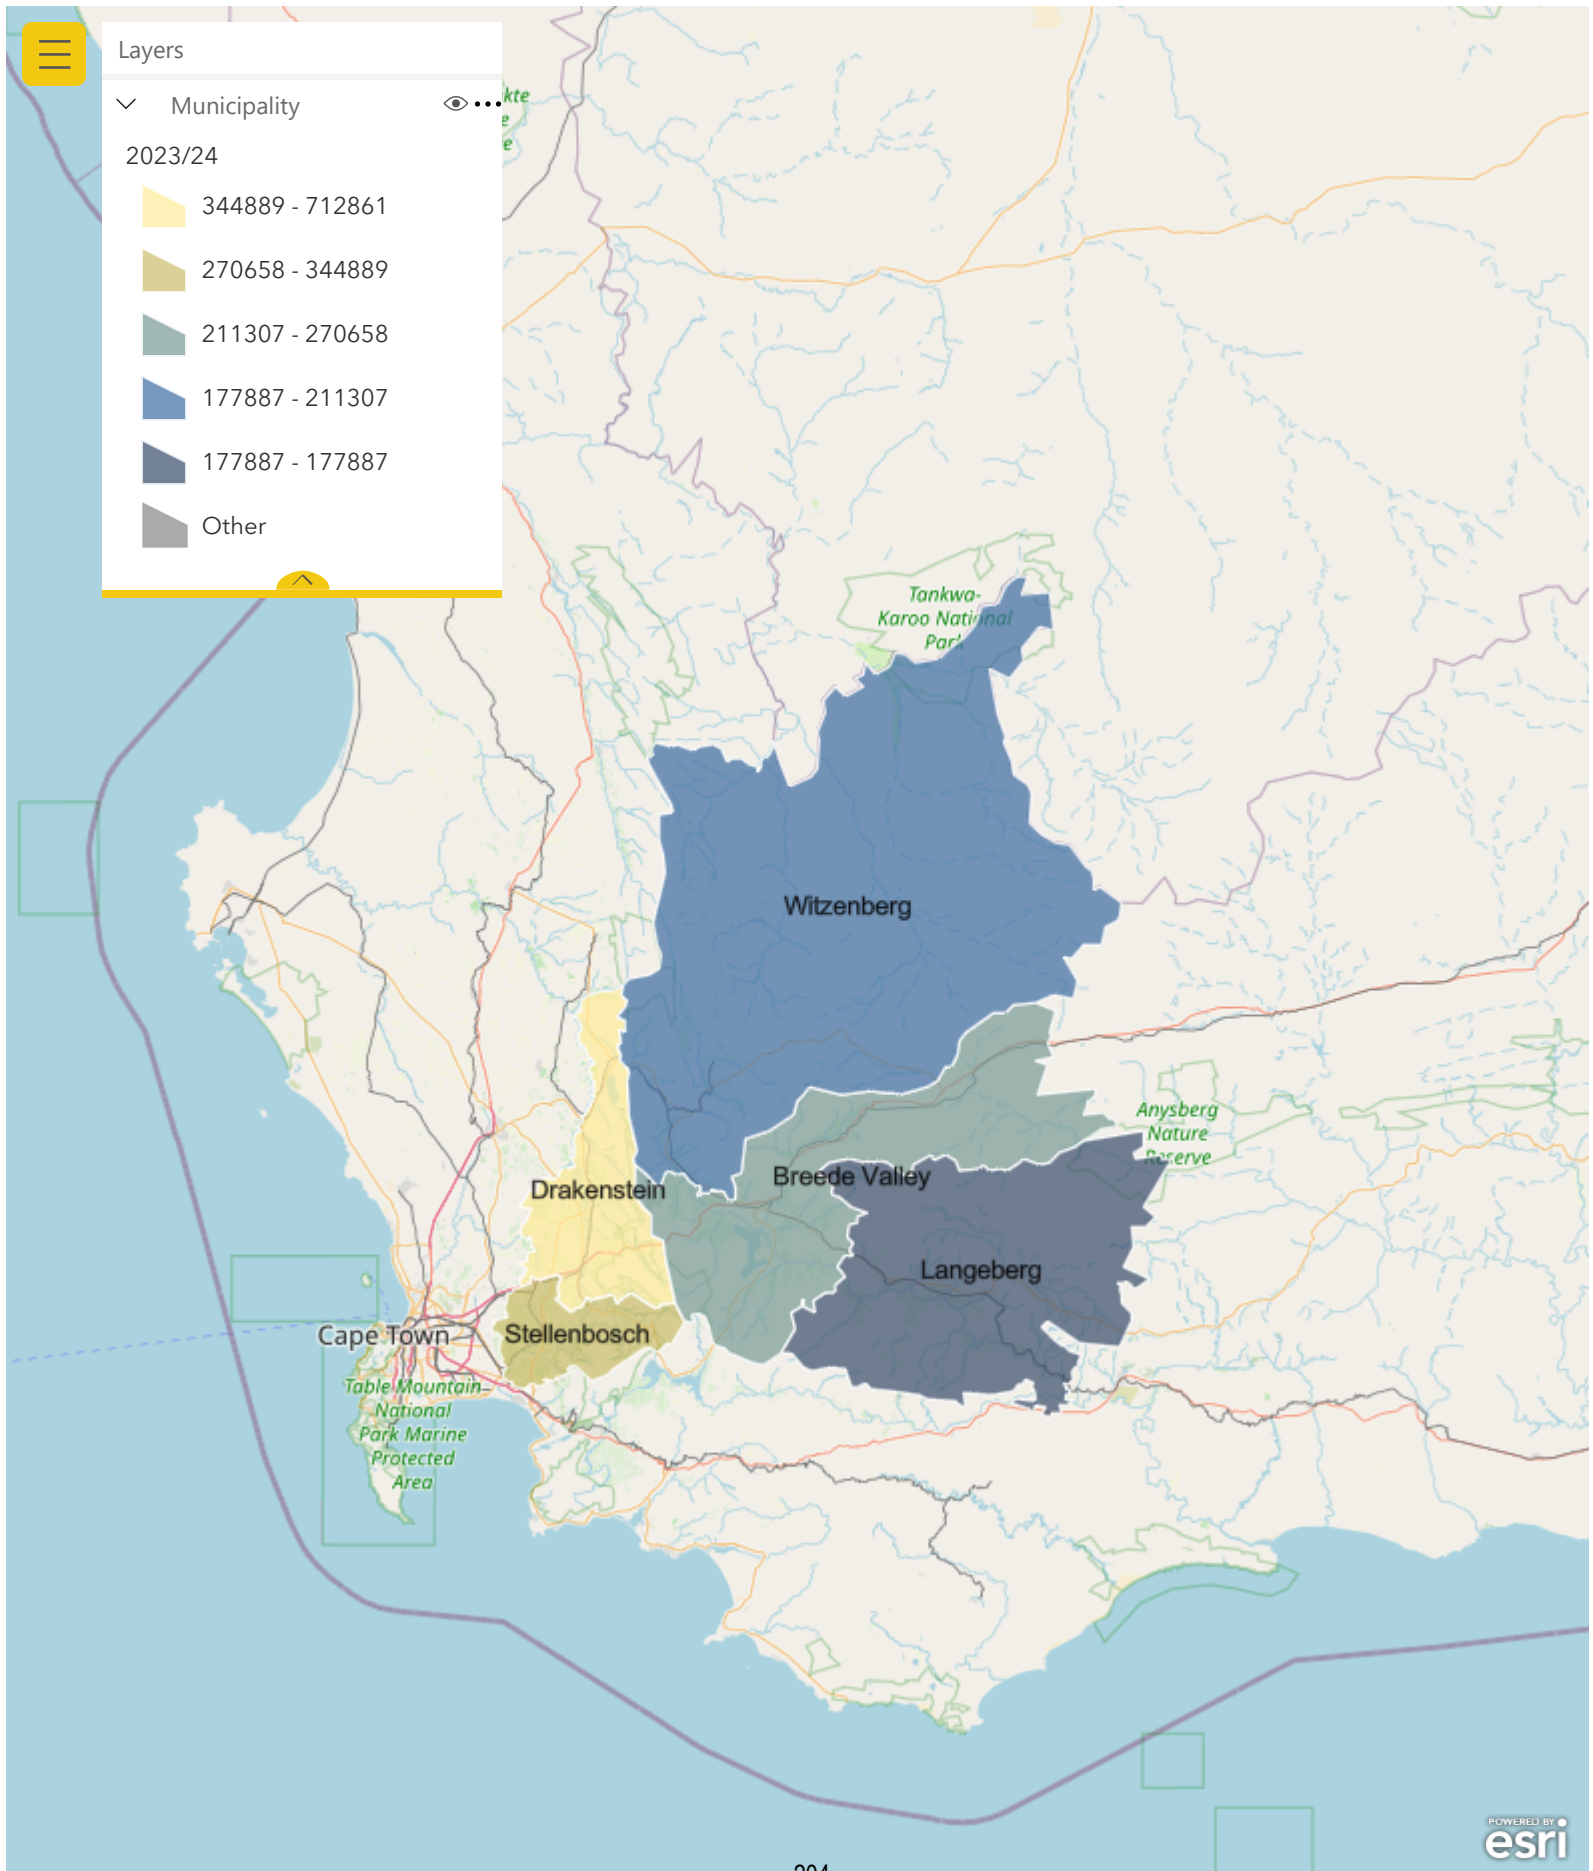 Layers
Municipality
2023/24
344889 - 712861
270658 - 344889
211307 - 270658
177887 - 211307
177887 - 177887
Other
kte
e
e
Tankwa-
Karoo National
Park
Witzenberg
Anysberg
Nature
Reserve
Breede Valley
Drakenstein
Langeberg
Stellenbosch
Cape Town
Table Mountain
National
Park Marine
Protected
Area
POWERED BY
esri
204